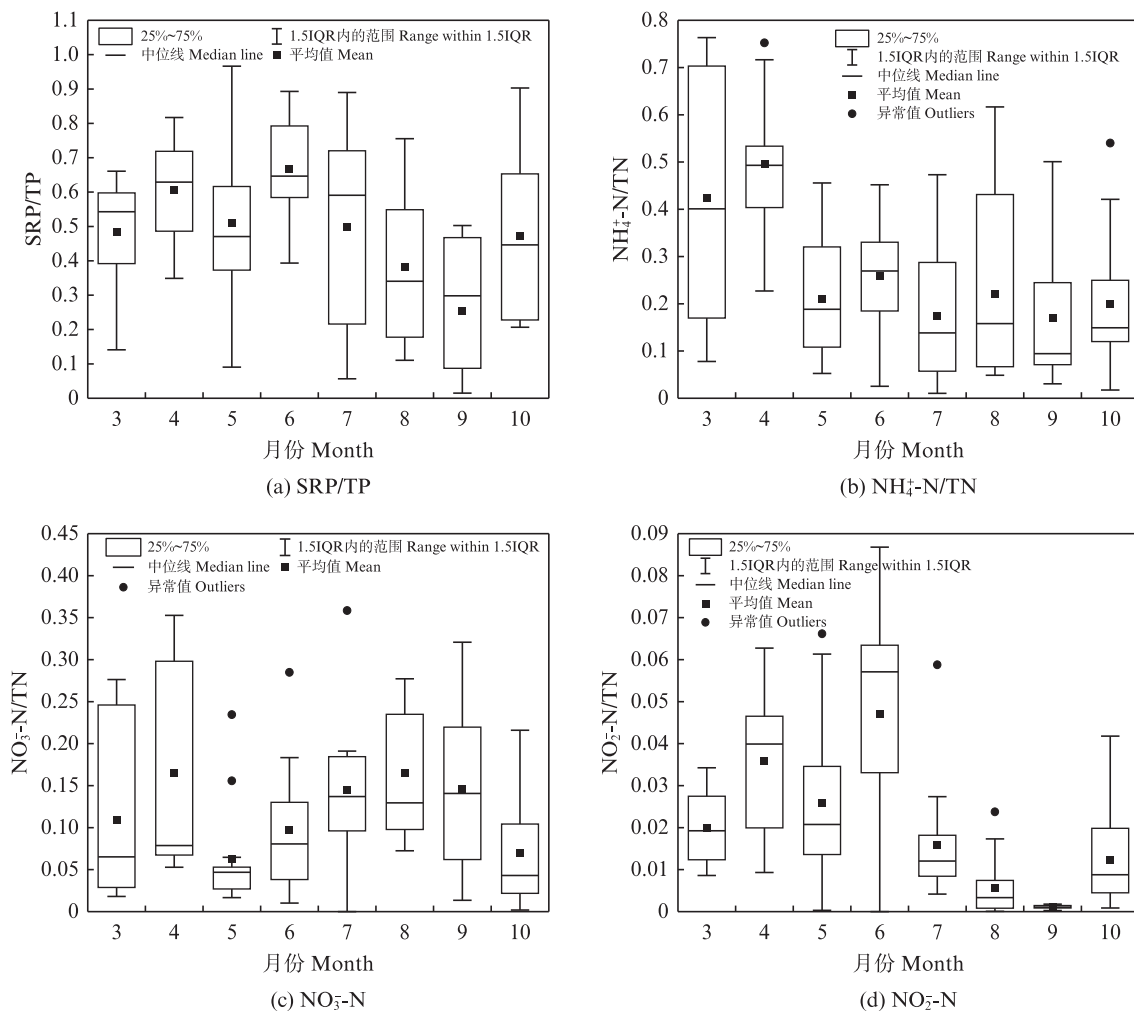 1.1
1.0
0.9
0.8
0.7
0.6
0.5
0.4
0.3
0.2
0.1
0
SRP/TP
25%~75%
1.5IQR内的范围 Range within 1.5IQR
中位线 Median line
平均值 Mean
3 4 5 6 7 8 9 10
月份 Month
(a) SRP/TP
0.8
0.7
0.6
0.5
0.4
0.3
0.2
0.1
0
NH₄⁺-N/TN
25%~75%
1.5IQR内的范围 Range within 1.5IQR
中位线 Median line
平均值 Mean
异常值 Outliers
3 4 5 6 7 8 9 10
月份 Month
(b) NH₄⁺-N/TN
0.45
0.40
0.35
0.30
0.25
0.20
0.15
0.10
0.05
0
NO₃⁻-N/TN
25%~75%
1.5IQR内的范围 Range within 1.5IQR
中位线 Median line
平均值 Mean
异常值 Outliers
3 4 5 6 7 8 9 10
月份 Month
(c) NO₃⁻-N
0.09
0.08
0.07
0.06
0.05
0.04
0.03
0.02
0.01
0
NO₂⁻-N/TN
25%~75%
1.5IQR内的范围 Range within 1.5IQR
中位线 Median line
平均值 Mean
异常值 Outliers
3 4 5 6 7 8 9 10
月份 Month
(d) NO₂⁻-N